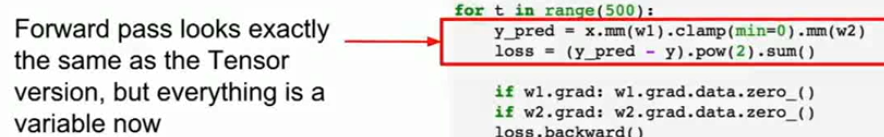 Forward pass looks exactly
the same as the Tensor
version, but everything is a
variable now
for t in range(500):
y_pred = x.mm(w1).clamp(min=0).mm(w2)
loss = (y_pred - y).pow(2).sum()
if w1.grad: w1.grad.data.zero_()
if w2.grad: w2.grad.data.zero_()
loss.backward()